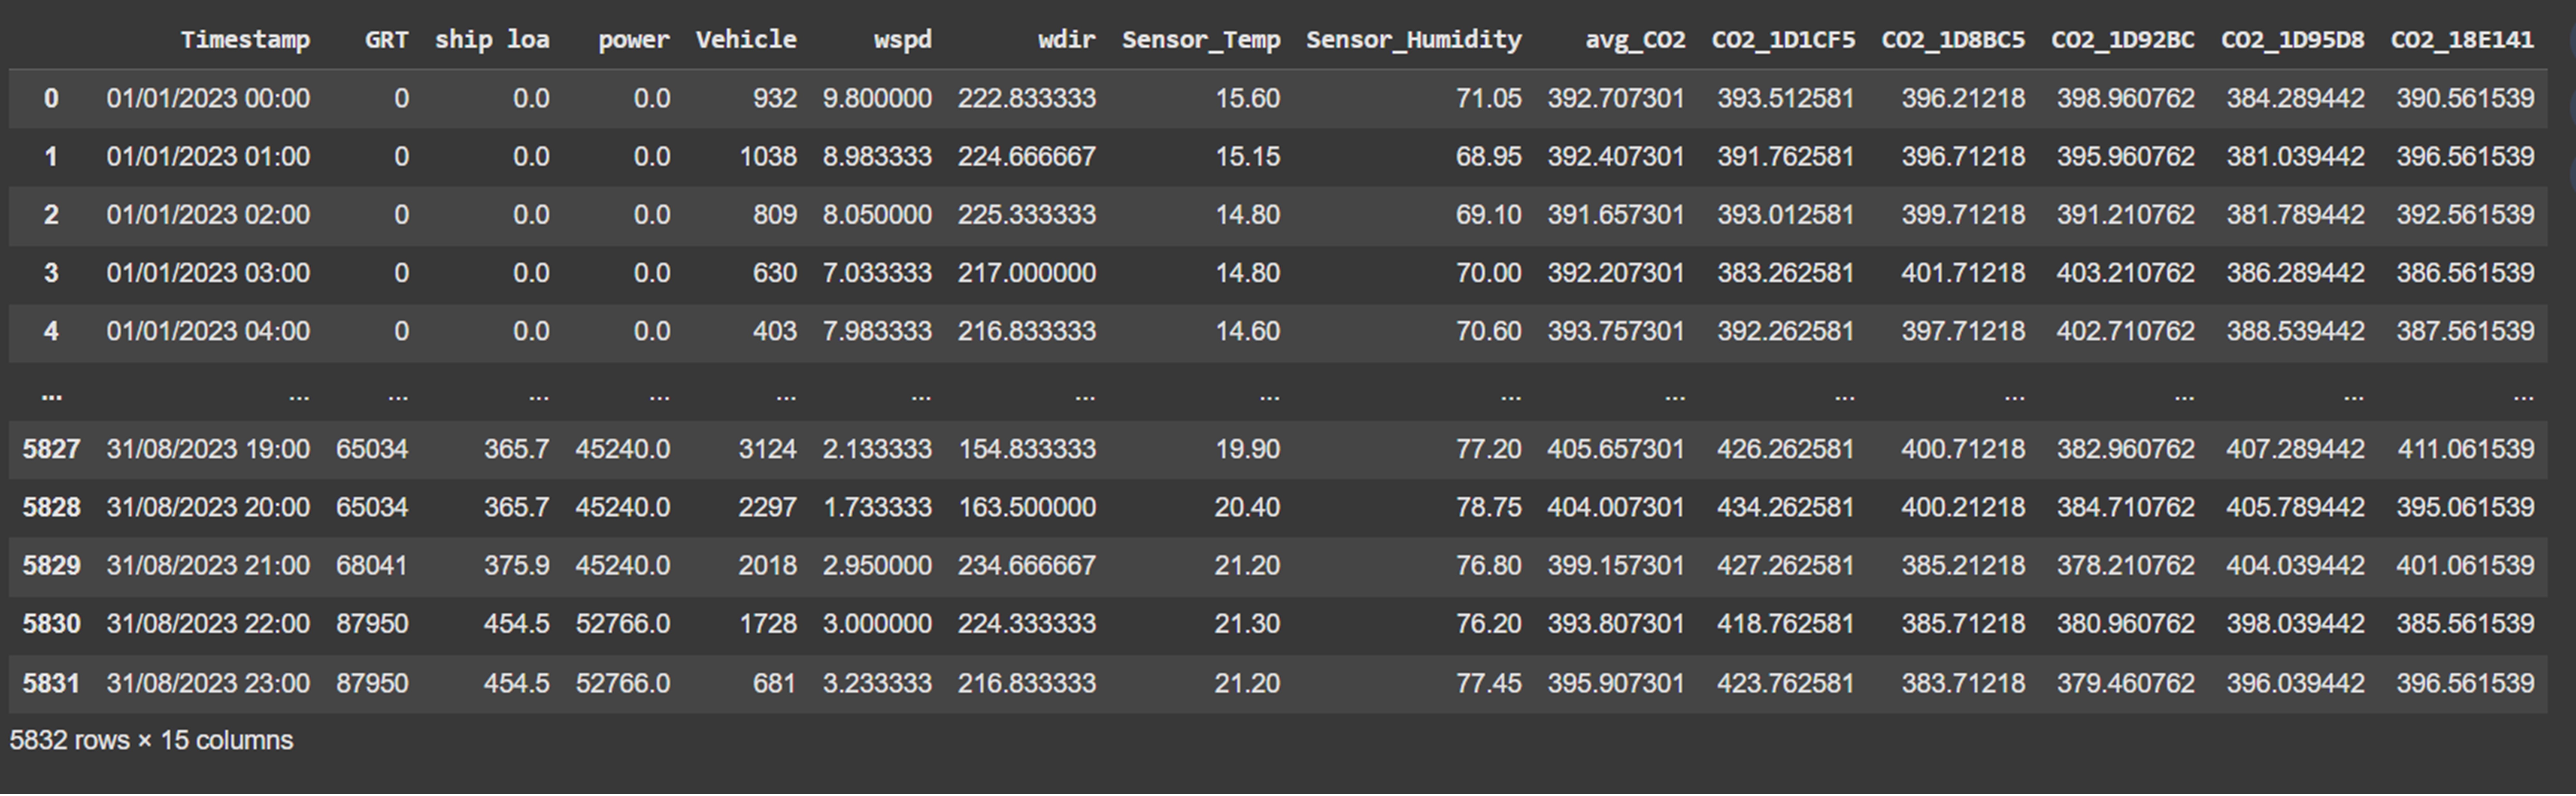 Timestamp GRT ship loa power Vehicle wspd wdir Sensor_Temp Sensor_Humidity avg_CO2 CO2_1D1CF5 CO2_1D8BC5 CO2_1D92BC CO2_1D95D8 CO2_18E141
0 01/01/2023 00:00 0 0.0 0.0 932 9.800000 222.833333 15.60 71.05 392.707301 393.512581 396.21218 398.960762 384.289442 390.561539
1 01/01/2023 01:00 0 0.0 0.0 1038 8.983333 224.666667 15.15 68.95 392.407301 391.762581 396.71218 395.960762 381.039442 396.561539
2 01/01/2023 02:00 0 0.0 0.0 809 8.050000 225.333333 14.80 69.10 391.657301 393.012581 399.71218 391.210762 381.789442 392.561539
3 01/01/2023 03:00 0 0.0 0.0 630 7.033333 217.000000 14.80 70.00 392.207301 383.262581 401.71218 403.210762 386.289442 386.561539
4 01/01/2023 04:00 0 0.0 0.0 403 7.983333 216.833333 14.60 70.60 393.757301 392.262581 397.71218 402.710762 388.539442 387.561539
... ... ... ... ... ... ... ... ... ... ... ... ... ... ... ...
5827 31/08/2023 19:00 65034 365.7 45240.0 3124 2.133333 154.833333 19.90 77.20 405.657301 426.262581 400.71218 382.960762 407.289442 411.061539
5828 31/08/2023 20:00 65034 365.7 45240.0 2297 1.733333 163.500000 20.40 78.75 404.007301 434.262581 400.21218 384.710762 405.789442 395.061539
5829 31/08/2023 21:00 68041 375.9 45240.0 2018 2.950000 234.666667 21.20 76.80 399.157301 427.262581 385.21218 378.210762 404.039442 401.061539
5830 31/08/2023 22:00 87950 454.5 52766.0 1728 3.000000 224.333333 21.30 76.20 393.807301 418.762581 385.71218 380.960762 398.039442 385.561539
5831 31/08/2023 23:00 87950 454.5 52766.0 681 3.233333 216.833333 21.20 77.45 395.907301 423.762581 383.71218 379.460762 396.039442 396.561539
5832 rows × 15 columns